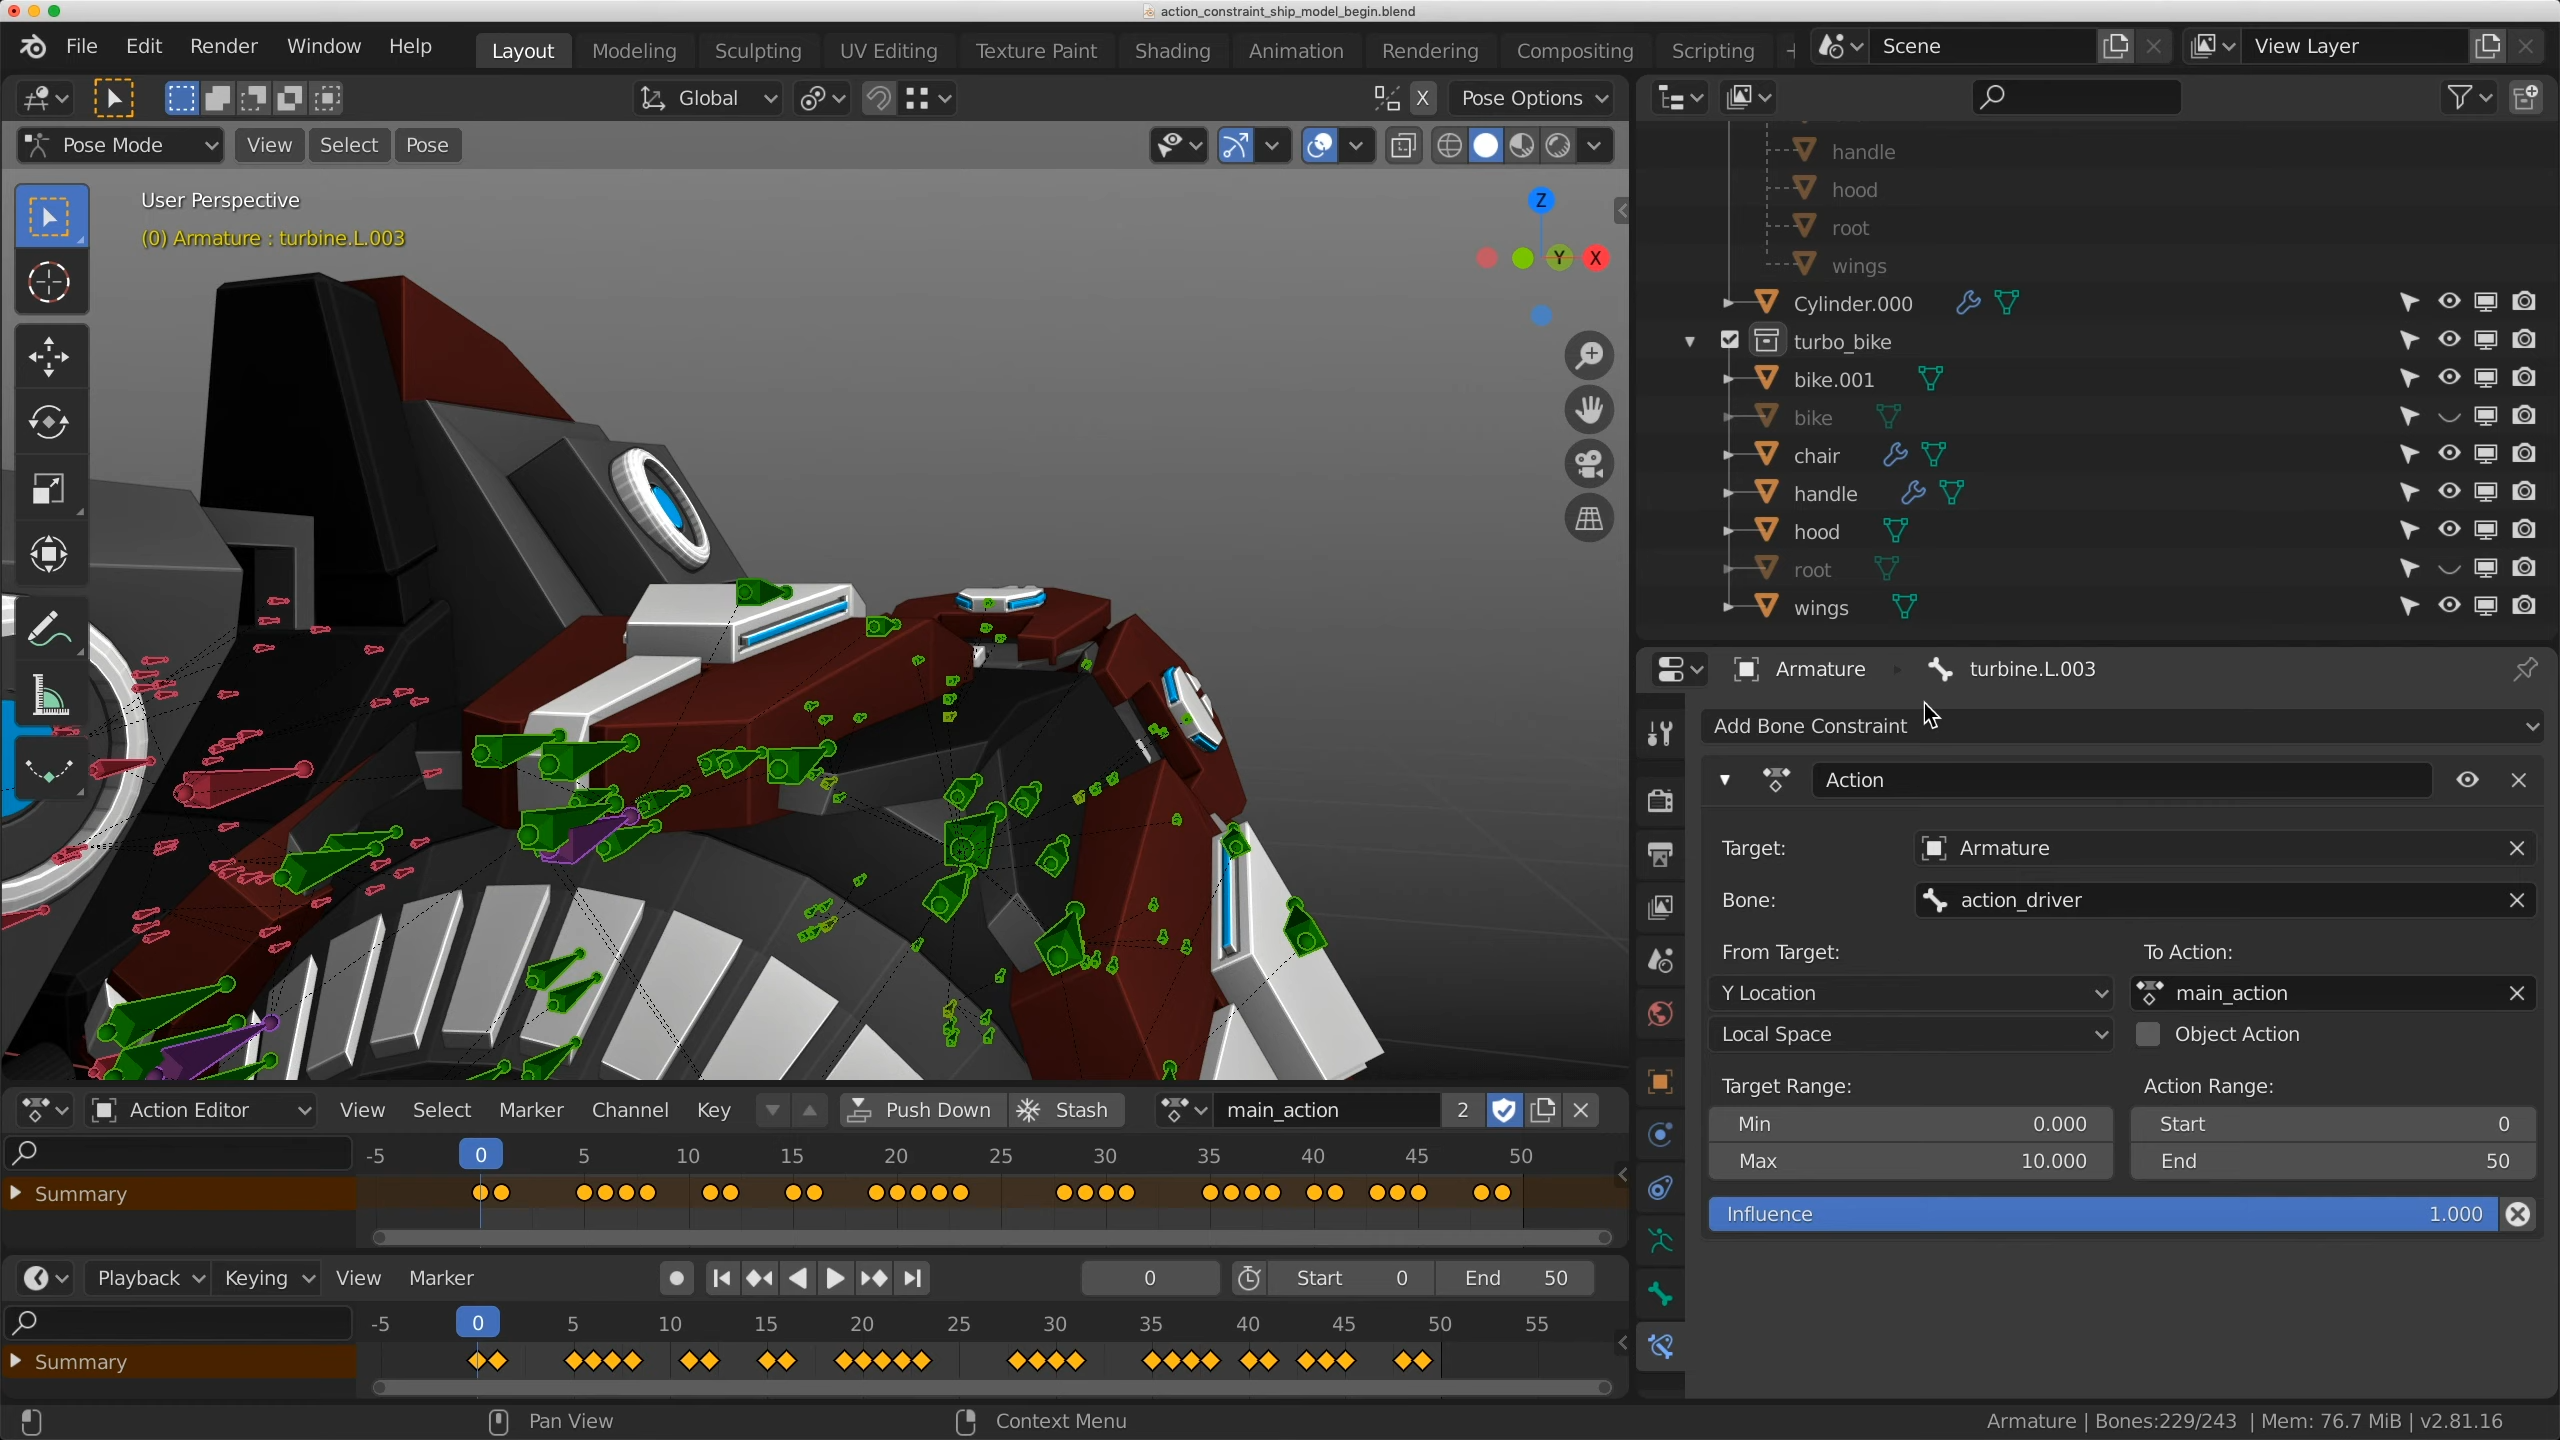 action_constraint_ship_model_begin.blend
File Edit Render Window Help Layout Modeling Sculpting UV Editing Texture Paint Shading Animation Rendering Compositing Scripting Scene View Layer
Global X Pose Options
Pose Mode View Select Pose
User Perspective
(0) Armature : turbine.L.003
Z
Y X
handle
hood
root
wings
Cylinder.000
turbo_bike
bike.001
bike
chair
handle
hood
root
wings
Armature turbine.L.003
Add Bone Constraint
Action
Target: Armature
Bone: action_driver
From Target: To Action:
Y Location main_action
Local Space Object Action
Target Range: Action Range:
Min 0.000 Start 0
Max 10.000 End 50
Influence 1.000
Action Editor View Select Marker Channel Key Push Down Stash main_action 2
-5 0 5 10 15 20 25 30 35 40 45 50
Summary
Playback Keying View Marker 0 Start 0 End 50
-5 0 5 10 15 20 25 30 35 40 45 50 55
Summary
Pan View Context Menu Armature | Bones:229/243 | Mem: 76.7 MiB | v2.81.16